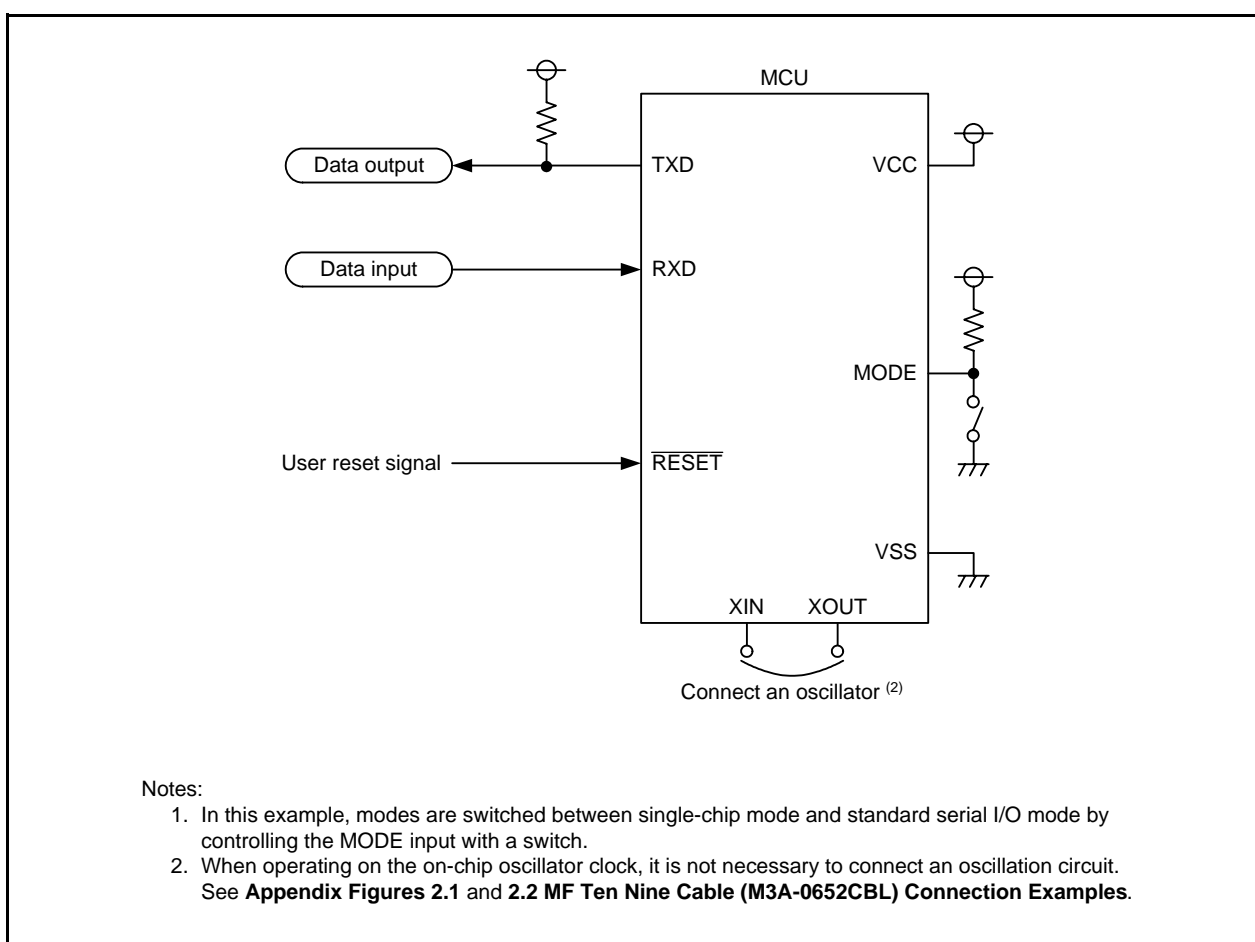 MCU
Data output
TXD
VCC
Data input
RXD
MODE
User reset signal
RESET
VSS
XIN XOUT
Connect an oscillator (2)
Notes:
1. In this example, modes are switched between single-chip mode and standard serial I/O mode by
controlling the MODE input with a switch.
2. When operating on the on-chip oscillator clock, it is not necessary to connect an oscillation circuit.
See Appendix Figures 2.1 and 2.2 MF Ten Nine Cable (M3A-0652CBL) Connection Examples.